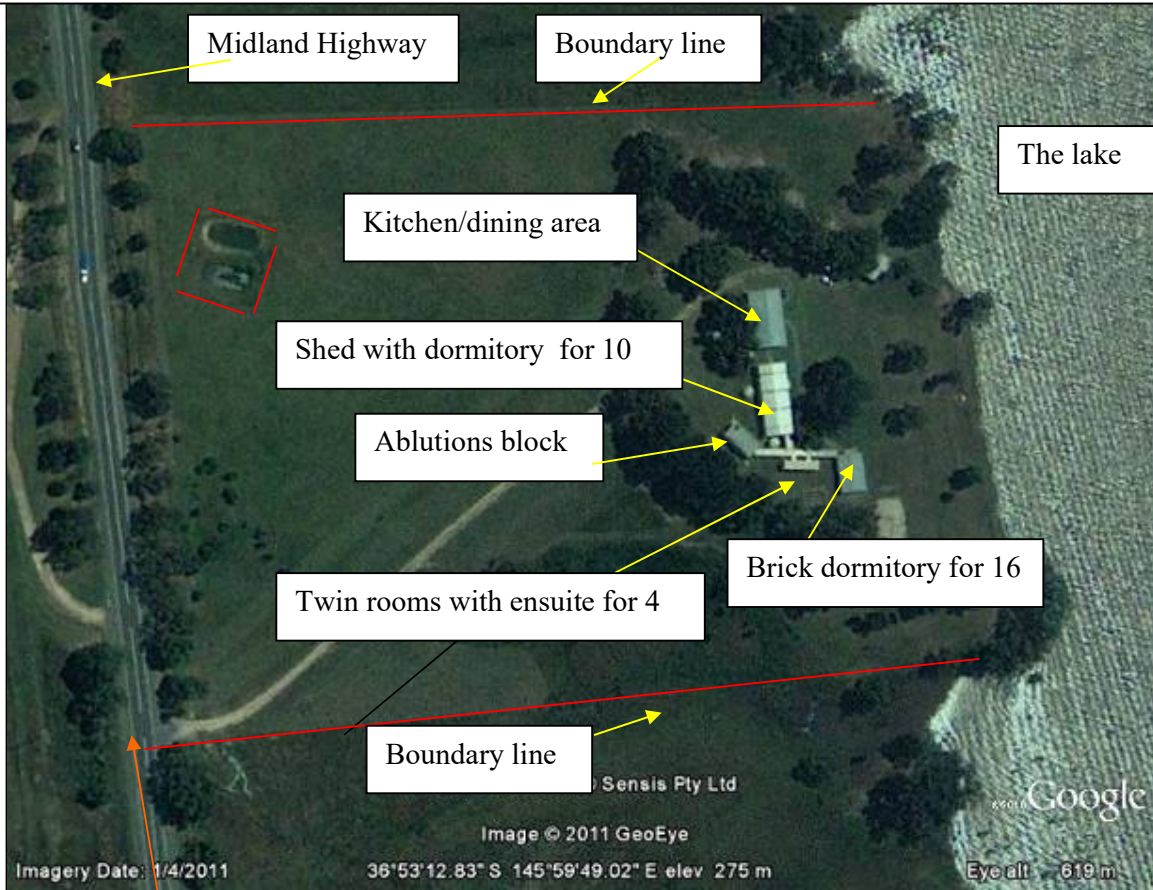 Midland Highway
Boundary line
The lake
Kitchen/dining area
Shed with dormitory for 10
Ablutions block
Brick dormitory for 16
Twin rooms with ensuite for 4
Boundary line
Sensis Pty Ltd
Google
Image © 2011 GeoEye
Imagery Date: 1/4/2011
36°53'12.83" S 145°59'49.02" E elev 275 m
Eye alt 619 m